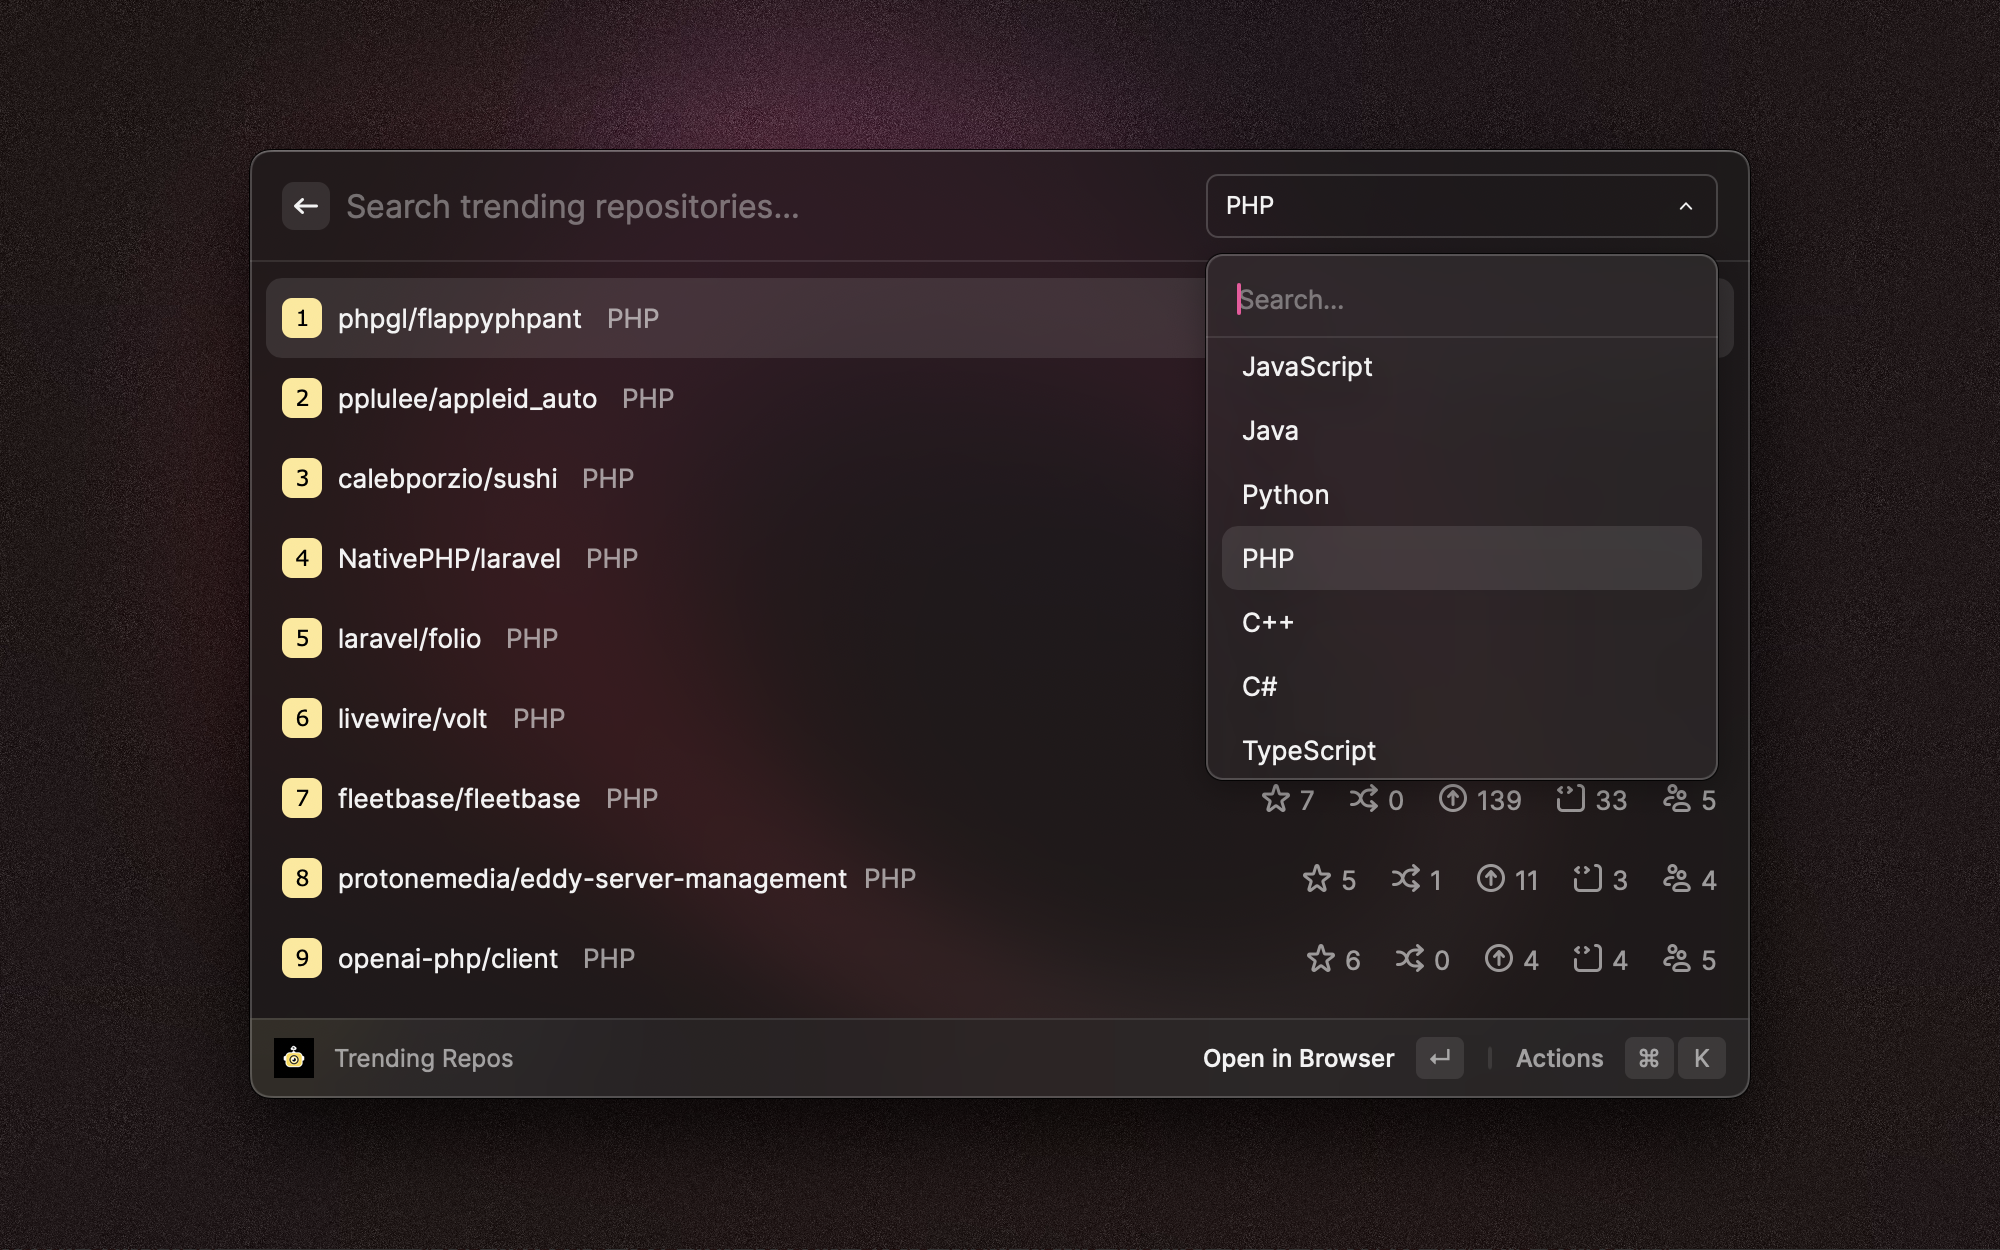 Search trending repositories...
PHP
Search...
JavaScript
Java
Python
PHP
C++
C#
TypeScript
1 phpgl/flappyphpant PHP
2 pplulee/appleid_auto PHP
3 calebporzio/sushi PHP
4 NativePHP/laravel PHP
5 laravel/folio PHP
6 livewire/volt PHP
7 fleetbase/fleetbase PHP 7 0 139 33 5
8 protonemedia/eddy-server-management PHP 5 1 11 3 4
9 openai-php/client PHP 6 0 4 4 5
Trending Repos Open in Browser Actions ⌘ K